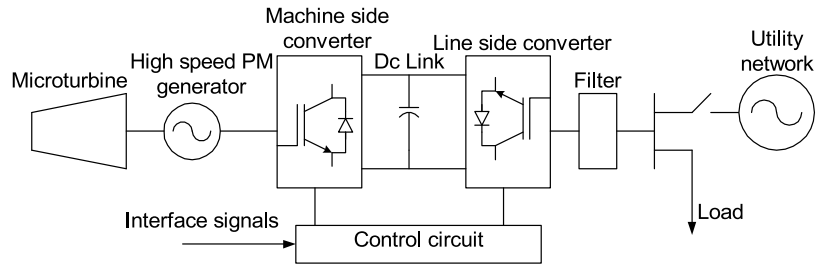 Machine side
converter
Line side converter
Utility
network
High speed PM
generator
Dc Link
Filter
Microturbine
Load
Interface signals
Control circuit